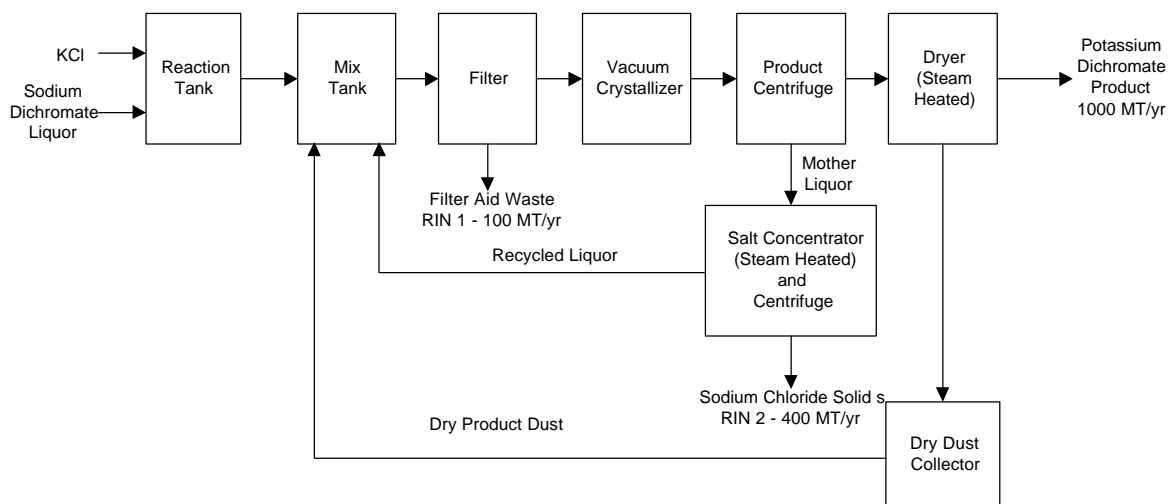 KCl
Sodium
Dichromate
Liquor
Reaction
Tank
Mix
Tank
Filter
Vacuum
Crystallizer
Product
Centrifuge
Dryer
(Steam
Heated)
Potassium
Dichromate
Product
1000 MT/yr
Mother
Liquor
Filter Aid Waste
RIN 1 - 100 MT/yr
Salt Concentrator
(Steam Heated)
and
Centrifuge
Recycled Liquor
Sodium Chloride Solid s
RIN 2 - 400 MT/yr
Dry Product Dust
Dry Dust
Collector